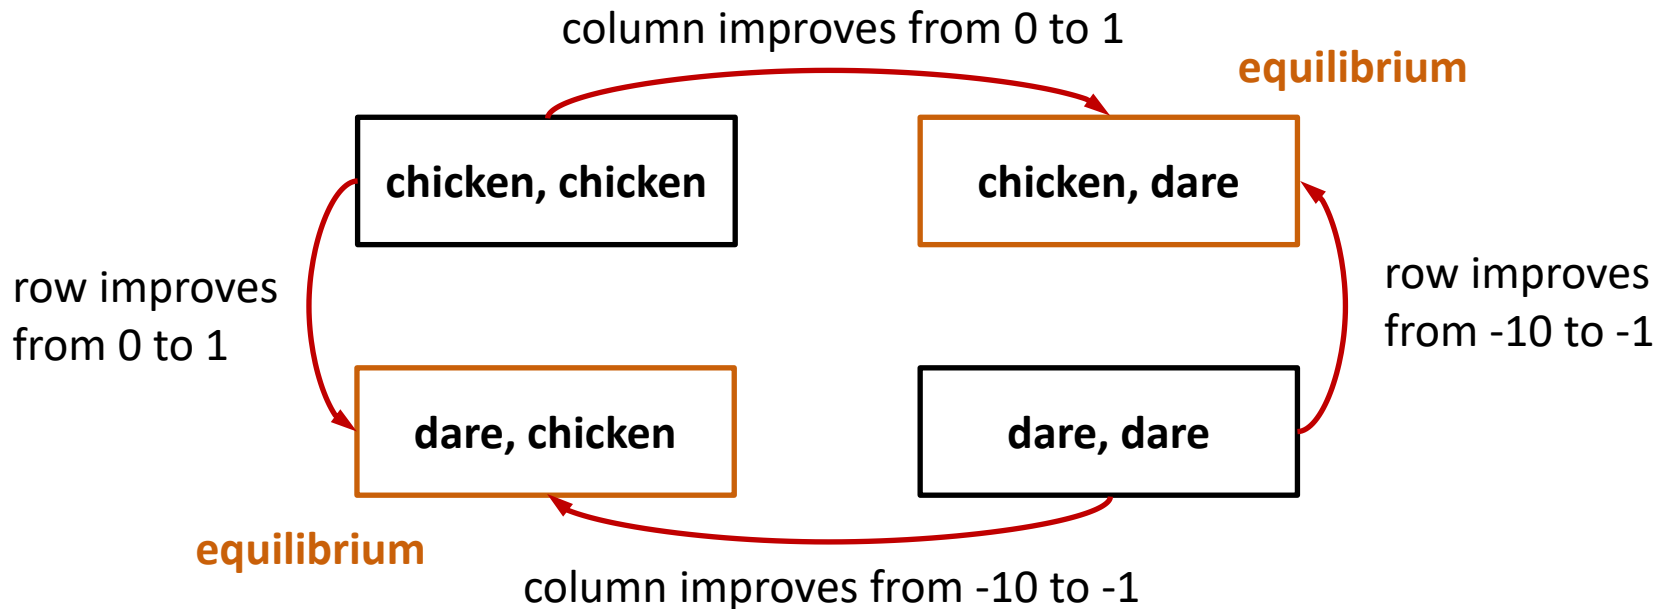 column improves from 0 to 1
equilibrium
chicken, chicken
chicken, dare
row improves
from 0 to 1
row improves
from -10 to -1
dare, chicken
dare, dare
equilibrium
column improves from -10 to -1